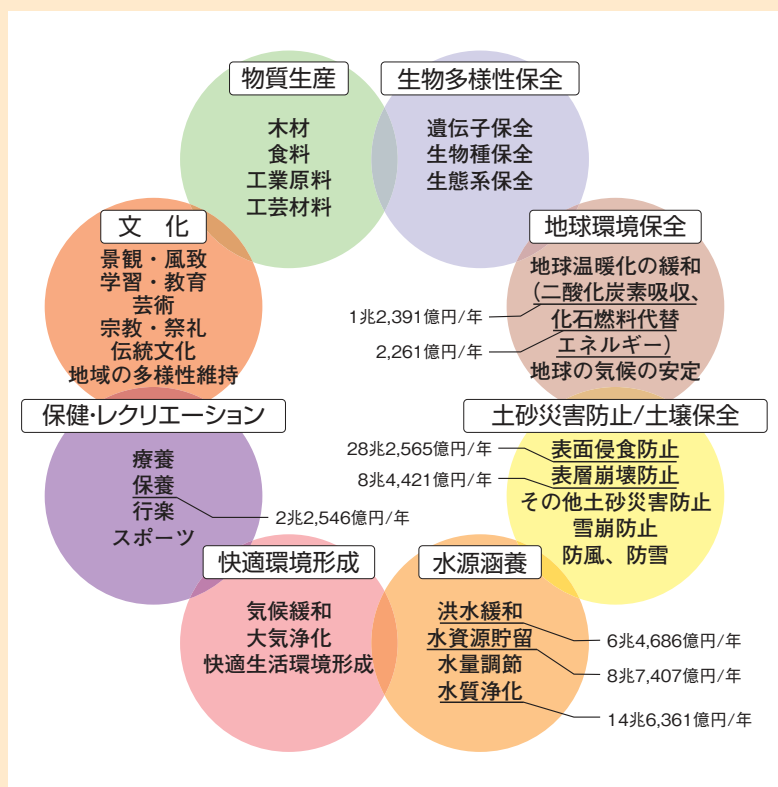 物質生産
木材
食料
工業原料
工芸材料
生物多様性保全
遺伝子保全
生物種保全
生態系保全
地球環境保全
地球温暖化の緩和
(二酸化炭素吸収、
化石燃料代替
エネルギー)
地球の気候の安定
1兆2,391億円/年
2,261億円/年
土砂災害防止/土壌保全
表面侵食防止
表層崩壊防止
その他土砂災害防止
雪崩防止
防風、防雪
28兆2,565億円/年
8兆4,421億円/年
水源涵養
洪水緩和
水資源貯留
水量調節
水質浄化
6兆4,686億円/年
8兆7,407億円/年
14兆6,361億円/年
快適環境形成
気候緩和
大気浄化
快適生活環境形成
保健・レクリエーション
療養
保養
行楽
スポーツ
2兆2,546億円/年
文　化
景観・風致
学習・教育
芸術
宗教・祭礼
伝統文化
地域の多様性維持